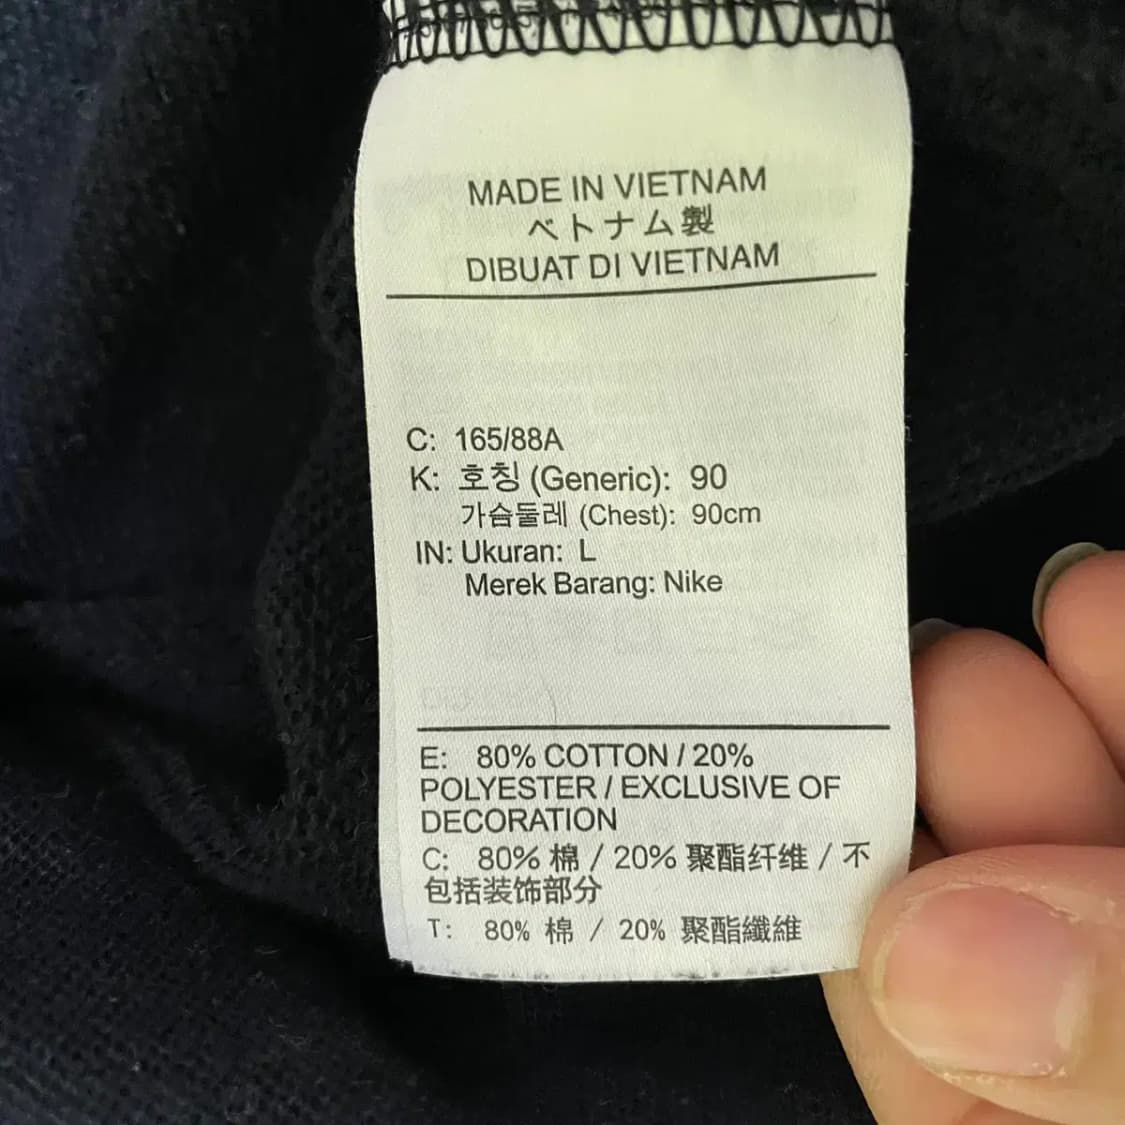 MADE IN VIETNAM
ベトナム製
DIBUAT DI VIETNAM
C: 165/88A
K: 호칭 (Generic): 90
가슴둘레 (Chest): 90cm
IN: Ukuran: L
Merek Barang: Nike
E: 80% COTTON / 20%
POLYESTER / EXCLUSIVE OF
DECORATION
C: 80% 棉 / 20% 聚酯纤维 / 不
包括装饰部分
T: 80% 棉 / 20% 聚酯纖維